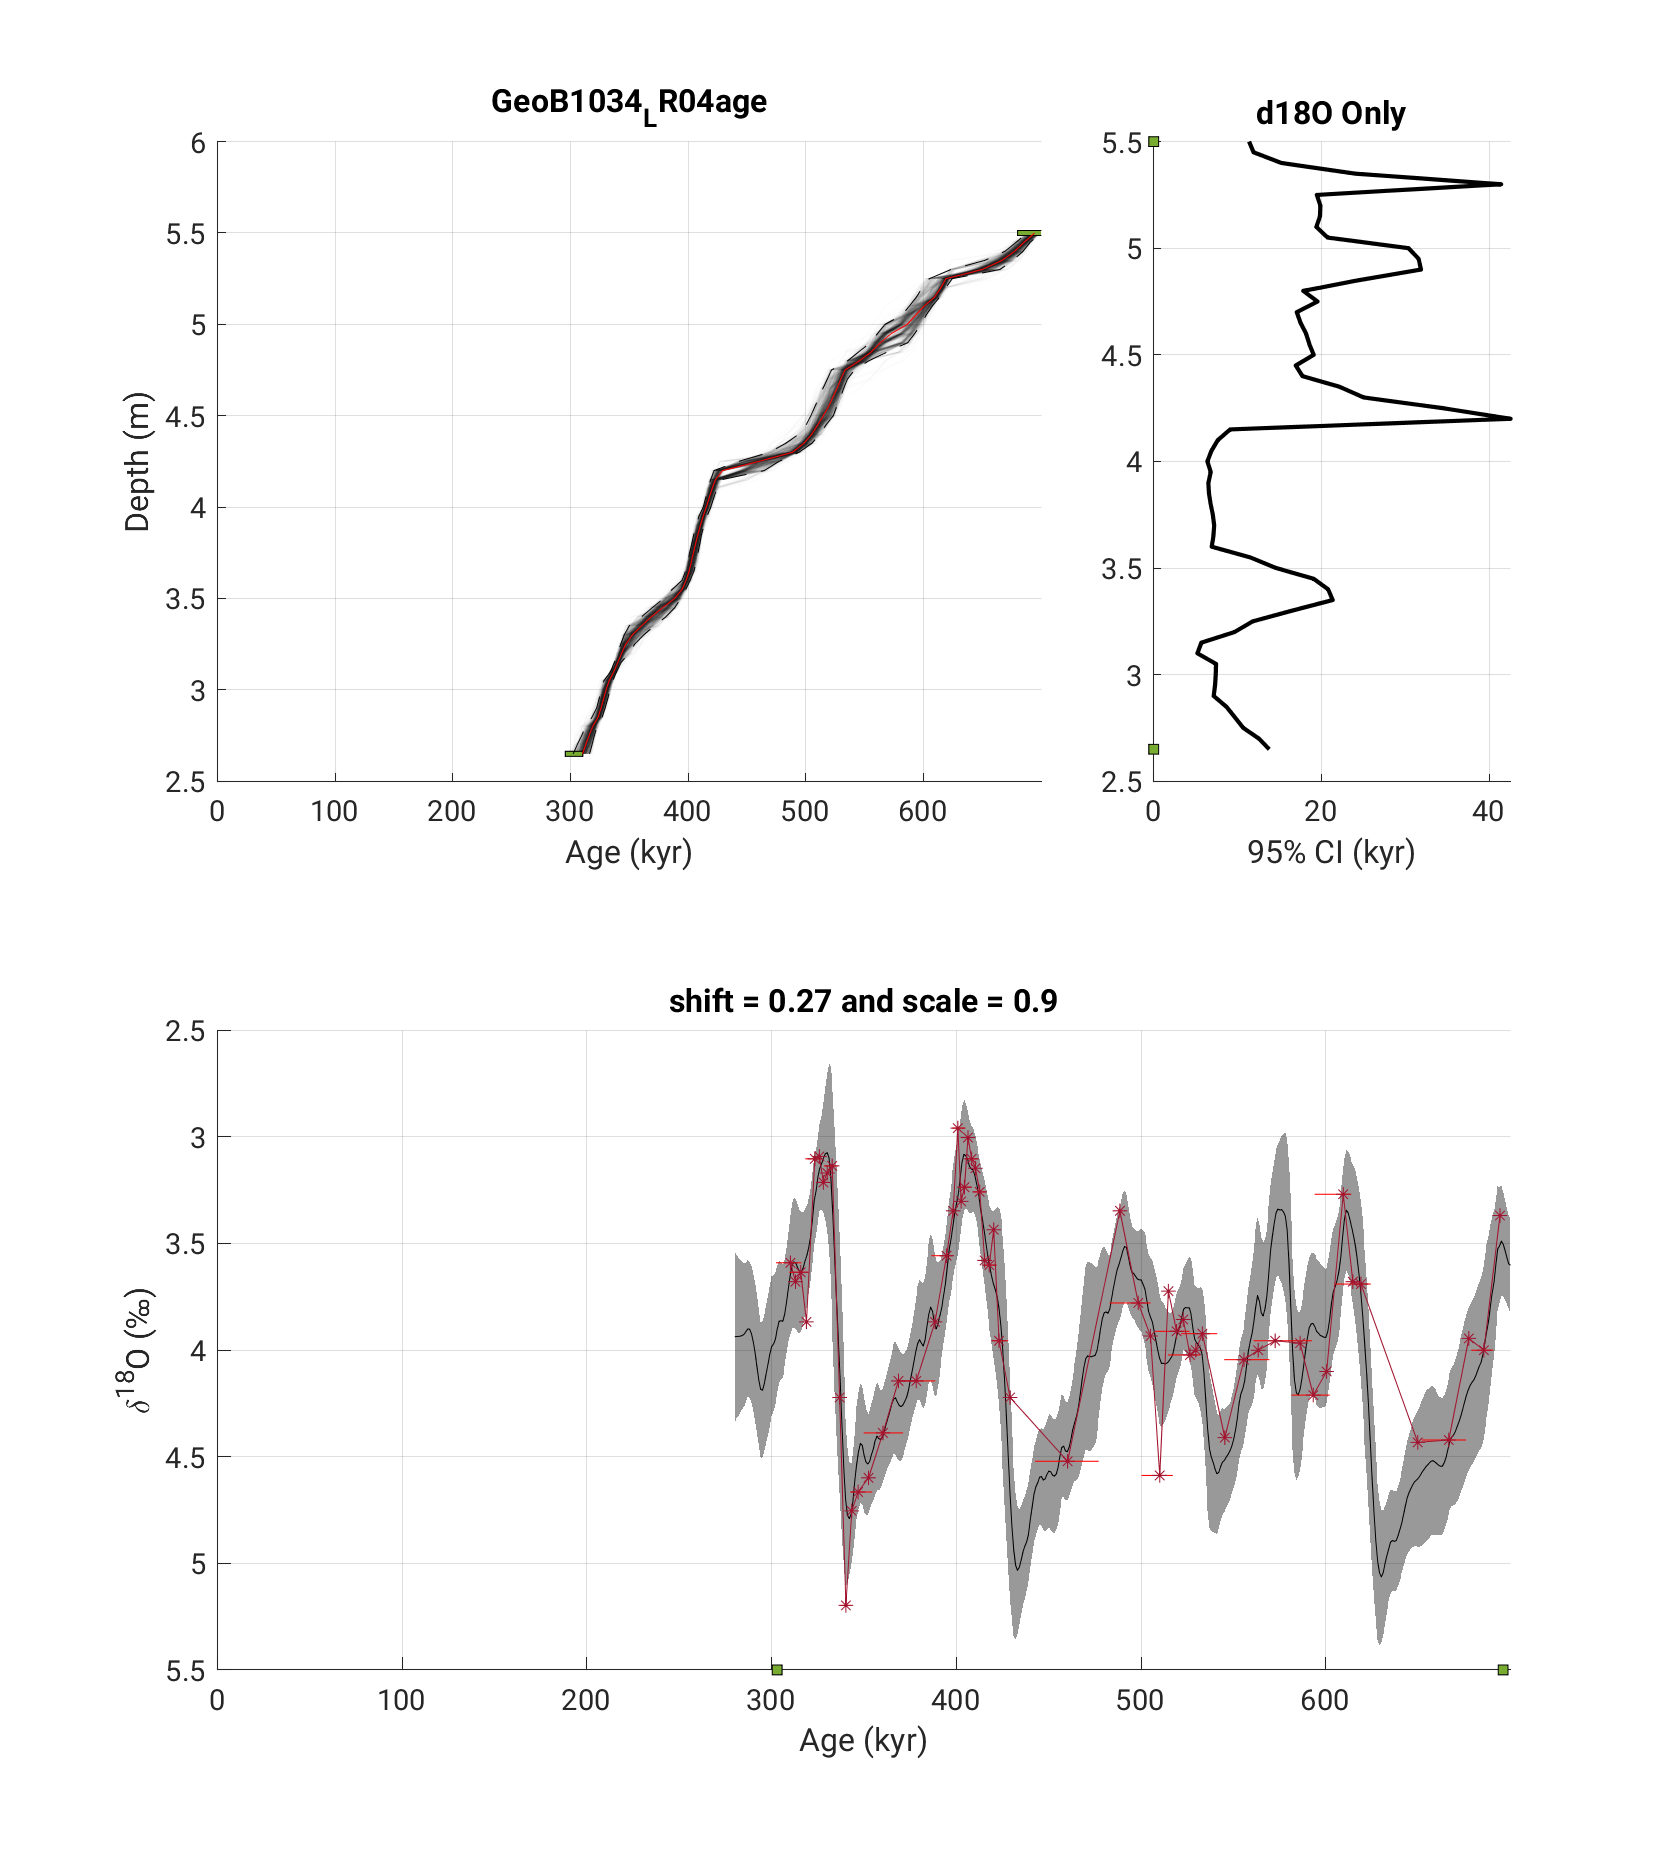 GeoB1034LR04age
d18O Only
6
5.5
5
4.5
4
3.5
3
2.5
Depth (m)
0 100 200 300 400 500 600
Age (kyr)
5.5
5
4.5
4
3.5
3
2.5
0 20 40
95% CI (kyr)
shift = 0.27 and scale = 0.9
2.5
3
3.5
4
4.5
5
5.5
δ18O (‰)
0 100 200 300 400 500 600
Age (kyr)